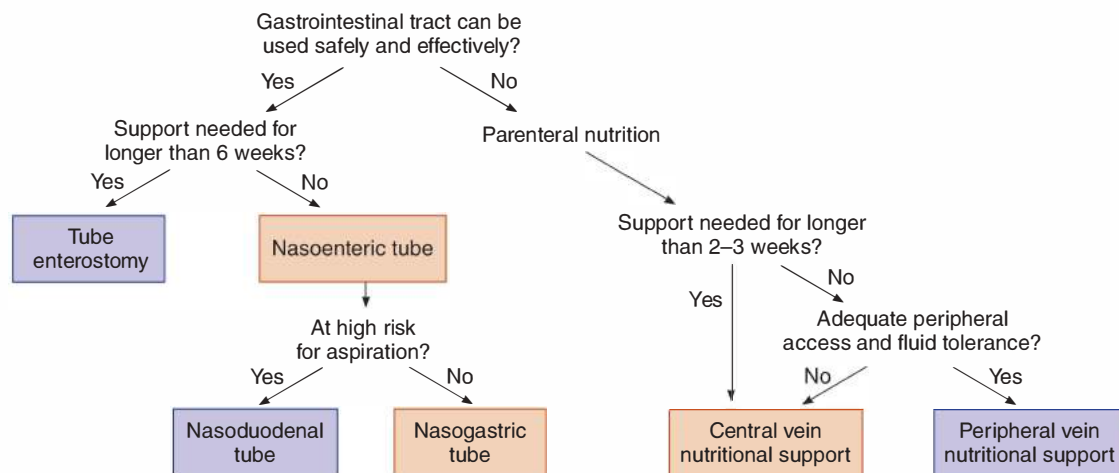 Gastrointestinal tract can be
used safely and effectively?
Yes
No
Support needed for
longer than 6 weeks?
Parenteral nutrition
Yes
No
Tube
enterostomy
Nasoenteric tube
Support needed for longer
than 2–3 weeks?
Yes
No
At high risk
for aspiration?
Adequate peripheral
access and fluid tolerance?
Yes
No
No
Yes
Nasoduodenal
tube
Nasogastric
tube
Central vein
nutritional support
Peripheral vein
nutritional support